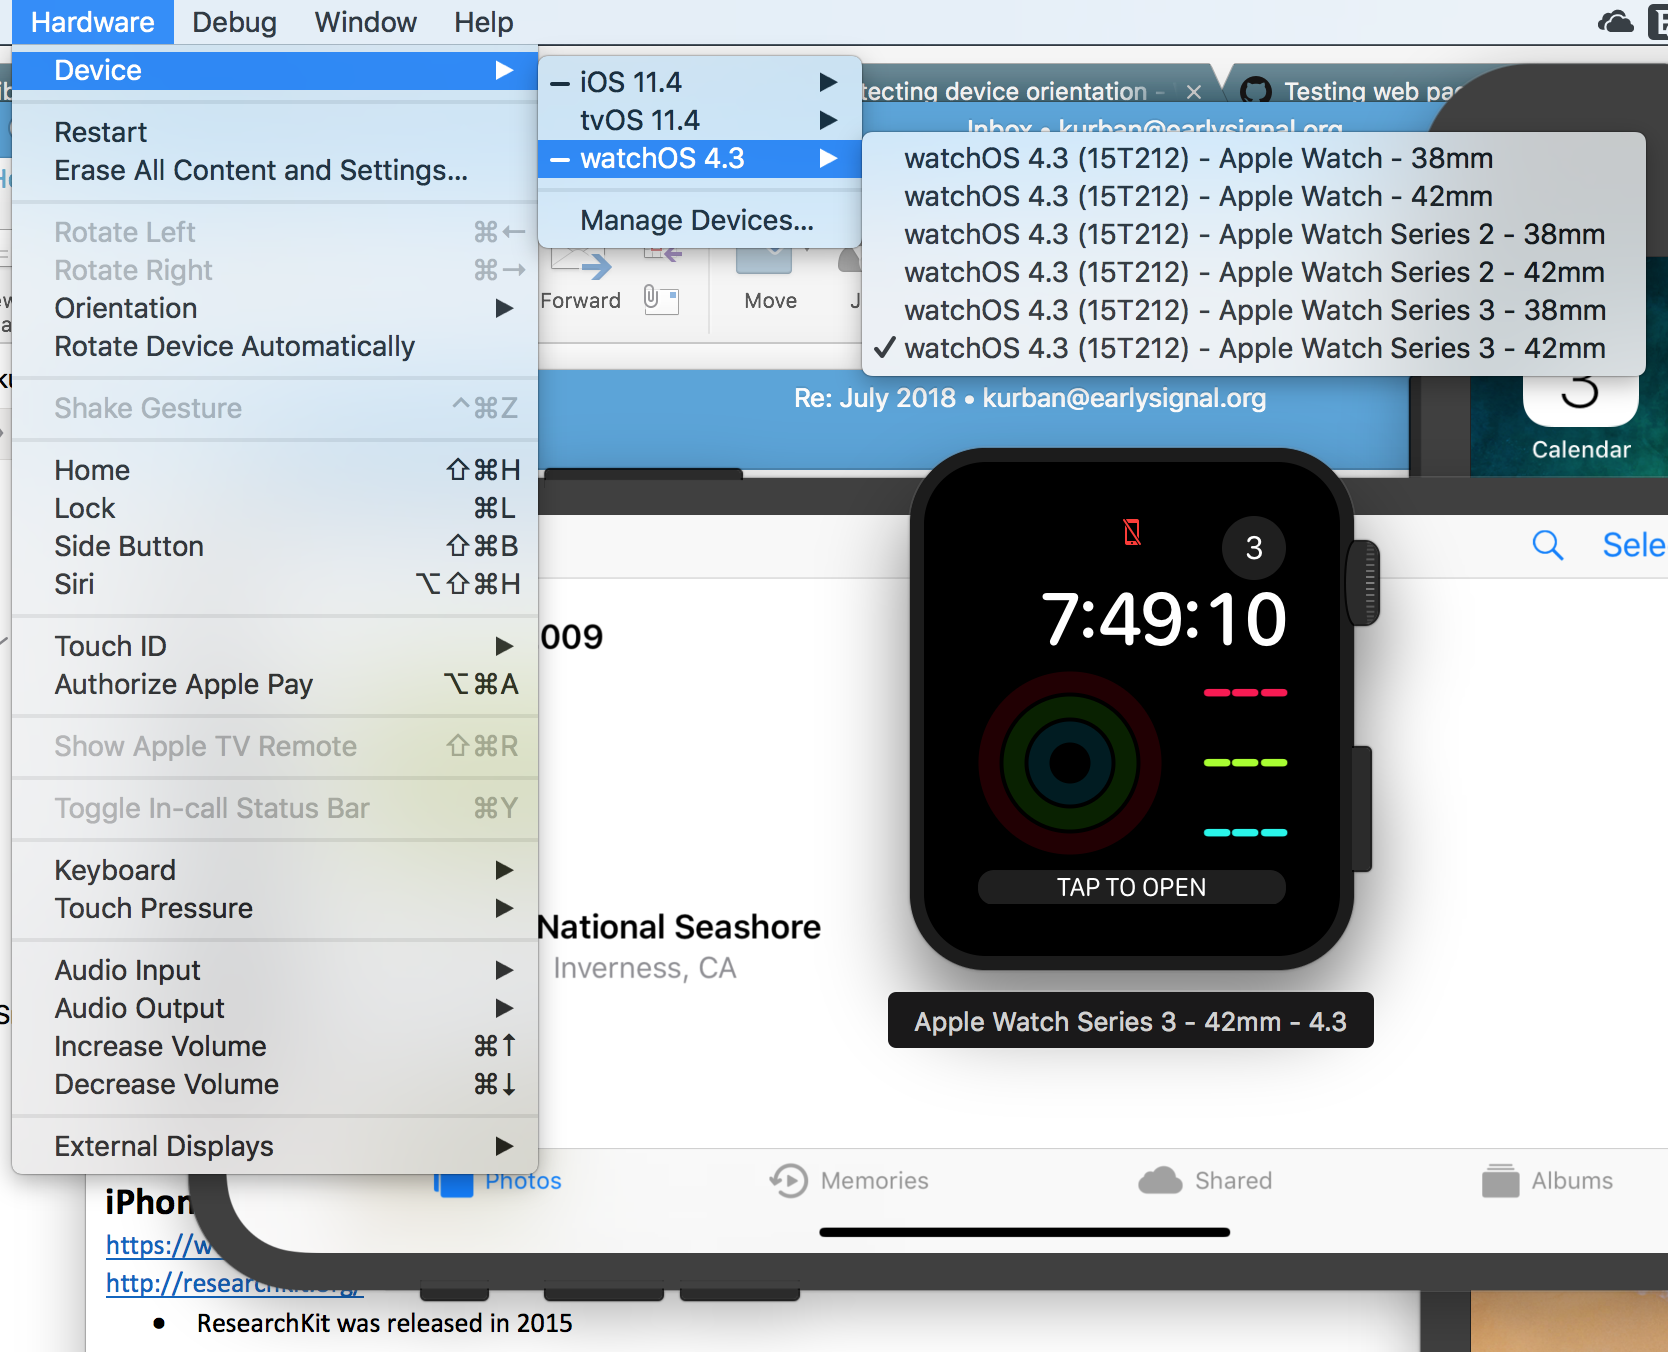 Hardware Debug Window Help
Device
Restart
Erase All Content and Settings...
Rotate Left ⌘←
Rotate Right ⌘→
Orientation
Rotate Device Automatically
Shake Gesture ^⌘Z
Home ⇧⌘H
Lock ⌘L
Side Button ⇧⌘B
Siri ⌥⇧⌘H
Touch ID
Authorize Apple Pay ⌥⌘A
Show Apple TV Remote ⇧⌘R
Toggle In-call Status Bar ⌘Y
Keyboard
Touch Pressure
Audio Input
Audio Output
Increase Volume ⌘↑
Decrease Volume ⌘↓
External Displays
iOS 11.4
tvOS 11.4
watchOS 4.3
Manage Devices...
watchOS 4.3 (15T212) - Apple Watch - 38mm
watchOS 4.3 (15T212) - Apple Watch - 42mm
watchOS 4.3 (15T212) - Apple Watch Series 2 - 38mm
watchOS 4.3 (15T212) - Apple Watch Series 2 - 42mm
watchOS 4.3 (15T212) - Apple Watch Series 3 - 38mm
✓ watchOS 4.3 (15T212) - Apple Watch Series 3 - 42mm
tecting device orientation -
Testing web pa
Inbox • kurban@earlysignal.org
Forward
Move
Re: July 2018 • kurban@earlysignal.org
3
Calendar
Sele
009
3
7:49:10
TAP TO OPEN
National Seashore
Inverness, CA
Apple Watch Series 3 - 42mm - 4.3
Photos
Memories
Shared
Albums
iPhon
https://w
http://researchkit.org/
• ResearchKit was released in 2015